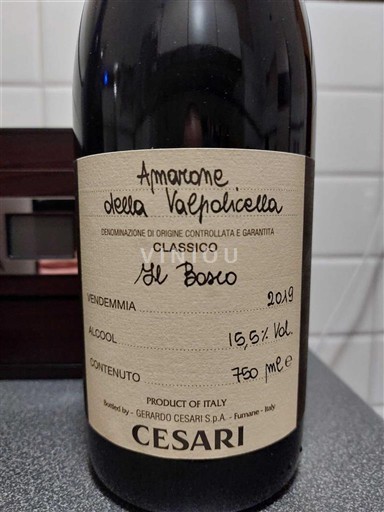 Amarone
della Valpolicella
DENOMINAZIONE DI ORIGINE CONTROLLATA E GARANTITA
CLASSICO
VINIOU
Il Bosco
VENDEMMIA 2019
ALCOOL 15,5% Vol.
CONTENUTO 750 ml e
PRODUCT OF ITALY
Bottled by - GERARDO CESARI S.p.A. - Fumane - Italy
CESARI